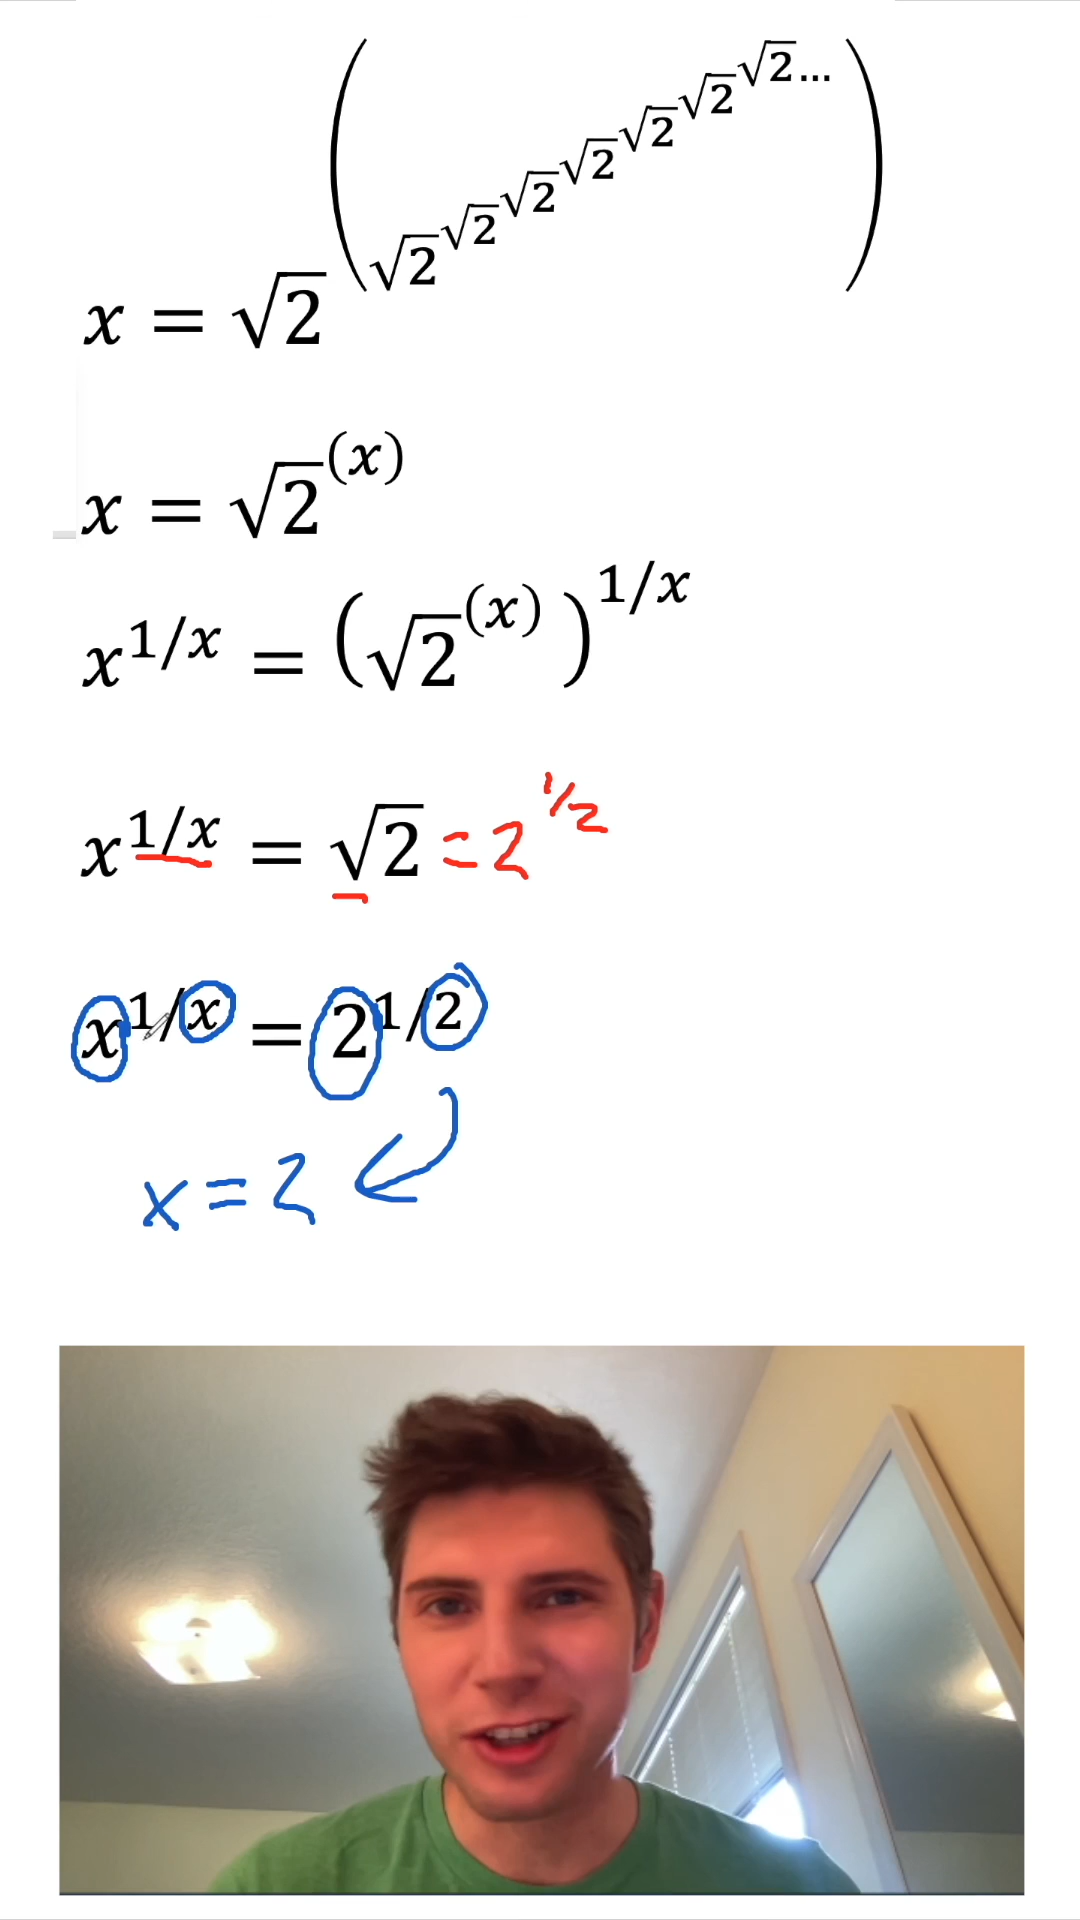 x = √2^(√2^√2^√2^√2^√2^√2^√2...)
x = √2^(x)
x^1/x = (√2^(x))^1/x
x^1/x = √2 = 2^1/2
x^1/x = 2^1/2
x = 2